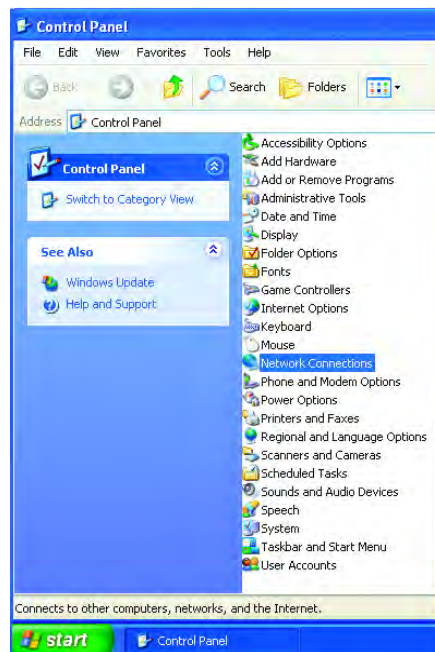 Control Panel
File Edit View Favorites Tools Help
Back Search Folders
Address Control Panel
Control Panel
Switch to Category View
See Also
Windows Update
Help and Support
Accessibility Options
Add Hardware
Add or Remove Programs
Administrative Tools
Date and Time
Display
Folder Options
Fonts
Game Controllers
Internet Options
Keyboard
Mouse
Network Connections
Phone and Modem Options
Power Options
Printers and Faxes
Regional and Language Options
Scanners and Cameras
Scheduled Tasks
Sounds and Audio Devices
Speech
System
Taskbar and Start Menu
User Accounts
Connects to other computers, networks, and the Internet.
start Control Panel